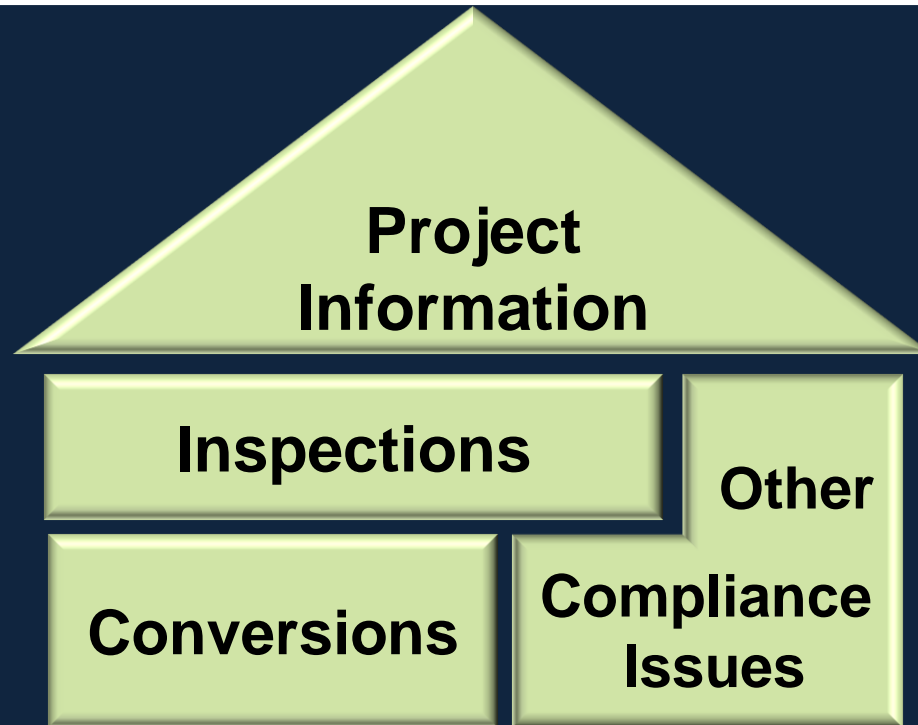 Project
Information
Inspections
Conversions
Other
Compliance
Issues